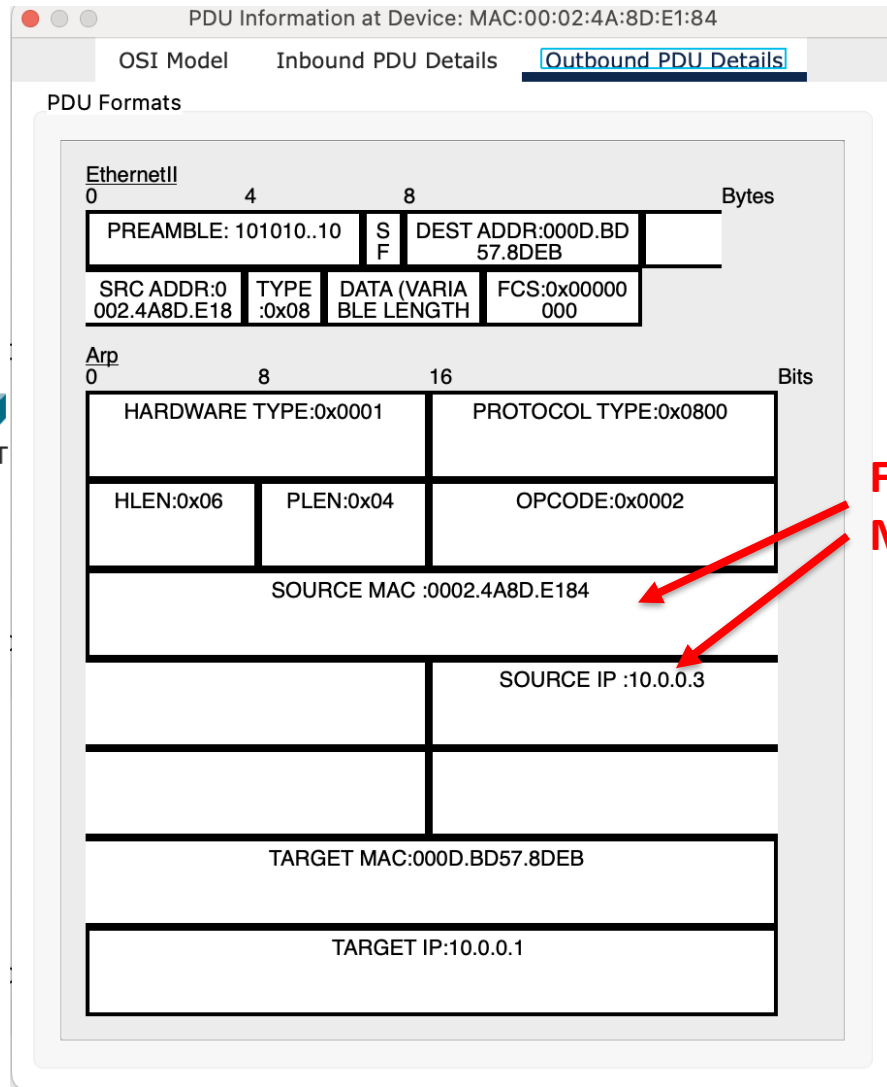 PDU Information at Device: MAC:00:02:4A:8D:E1:84
OSI Model Inbound PDU Details Outbound PDU Details
PDU Formats
EthernetII
0 4 8 Bytes
PREAMBLE: 101010..10 SF DEST ADDR:000D.BD
57.8DEB
SRC ADDR:0 TYPE DATA (VARIA FCS:0x00000
002.4A8D.E18 :0x08 BLE LENGTH 000
Arp
0 8 16 Bits
HARDWARE TYPE:0x0001 PROTOCOL TYPE:0x0800
HLEN:0x06 PLEN:0x04 OPCODE:0x0002
SOURCE MAC :0002.4A8D.E184
SOURCE IP :10.0.0.3
TARGET MAC:000D.BD57.8DEB
TARGET IP:10.0.0.1